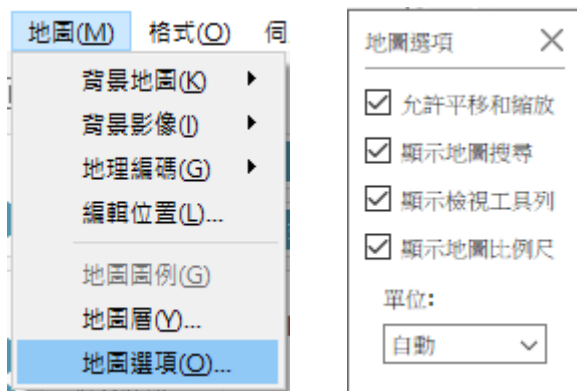 地圖(M) 格式(O) 伺
背景地圖(K)
背景影像(I)
地理編碼(G)
編輯位置(L)...
地圖圖例(G)
地圖層(Y)...
地圖選項(O)...
地圖選項
允許平移和縮放
顯示地圖搜尋
顯示檢視工具列
顯示地圖比例尺
單位:
自動